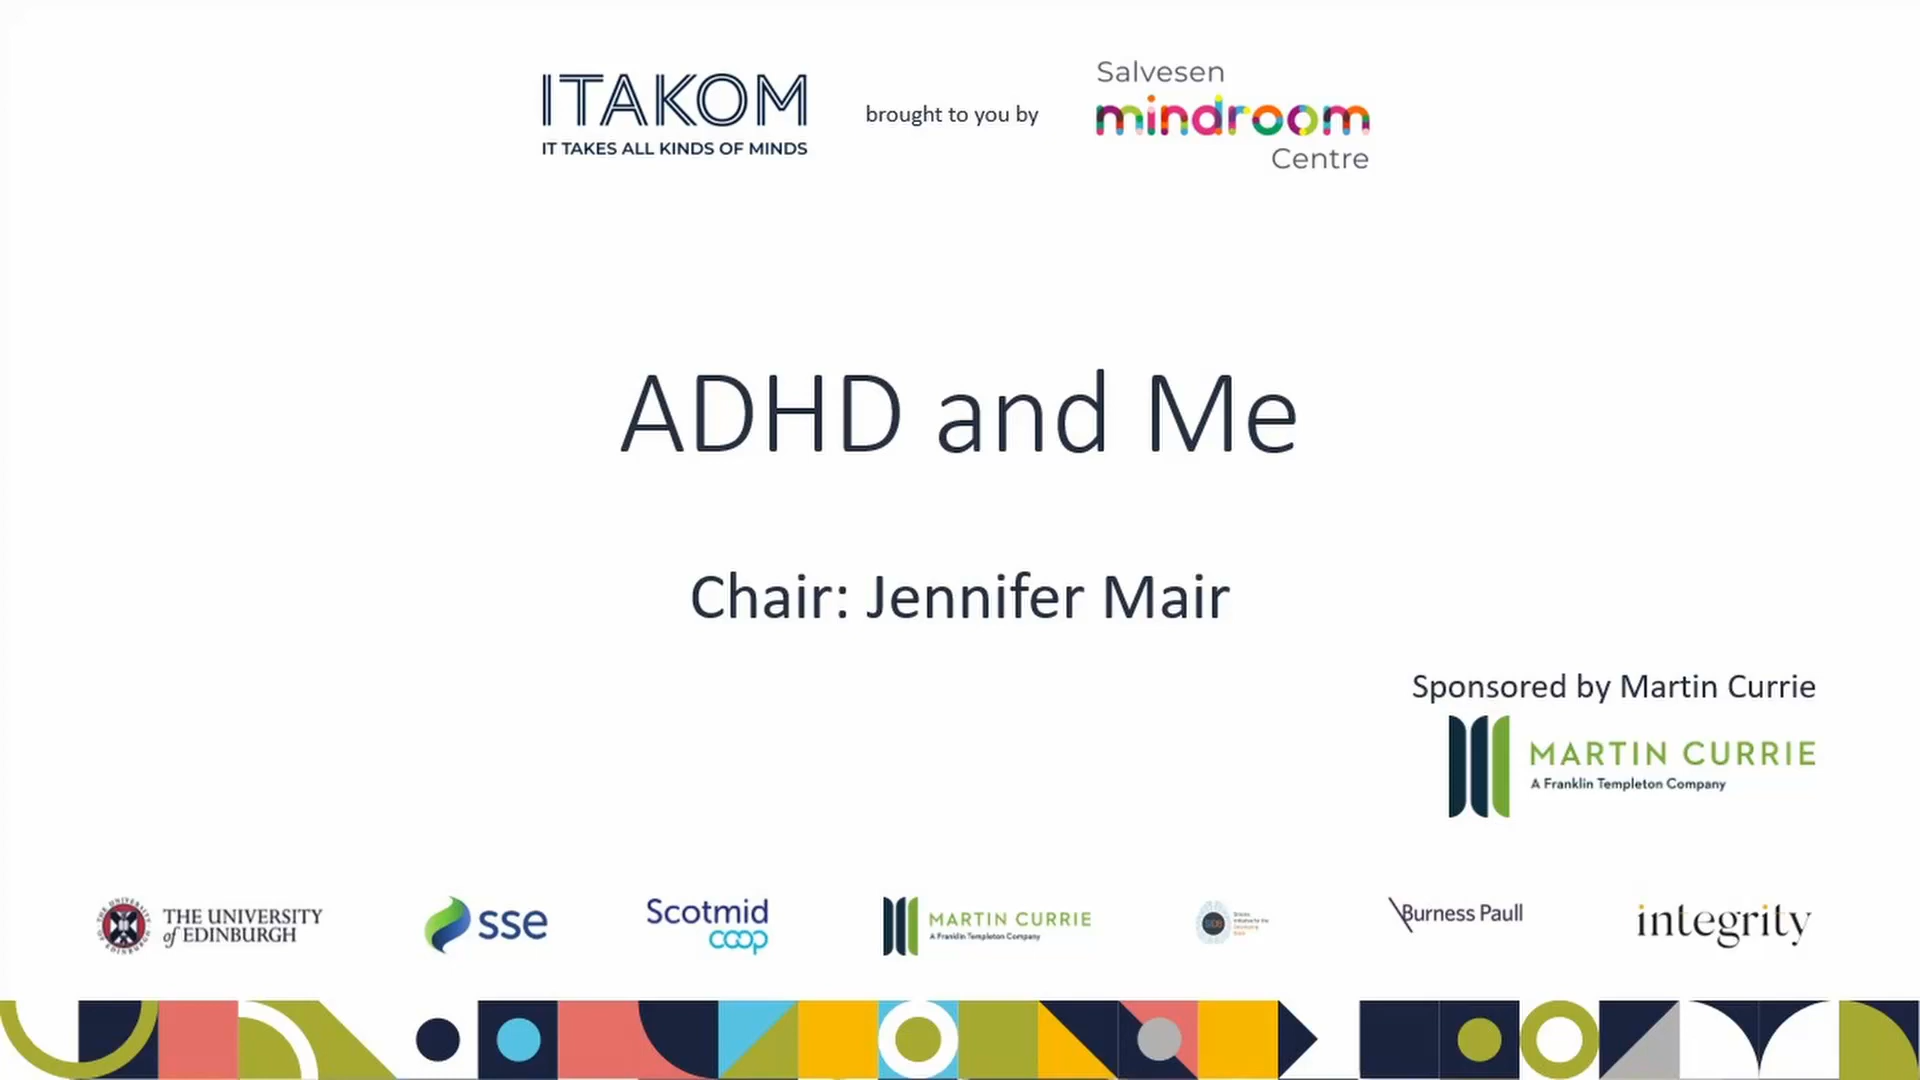 ITAKOM
IT TAKES ALL KINDS OF MINDS
brought to you by
Salvesen
mindroom
Centre
ADHD and Me
Chair: Jennifer Mair
Sponsored by Martin Currie
MARTIN CURRIE
A Franklin Templeton Company
THE UNIVERSITY
of EDINBURGH
sse
Scotmid
coop
MARTIN CURRIE
A Franklin Templeton Company
Burness Paull
integrity